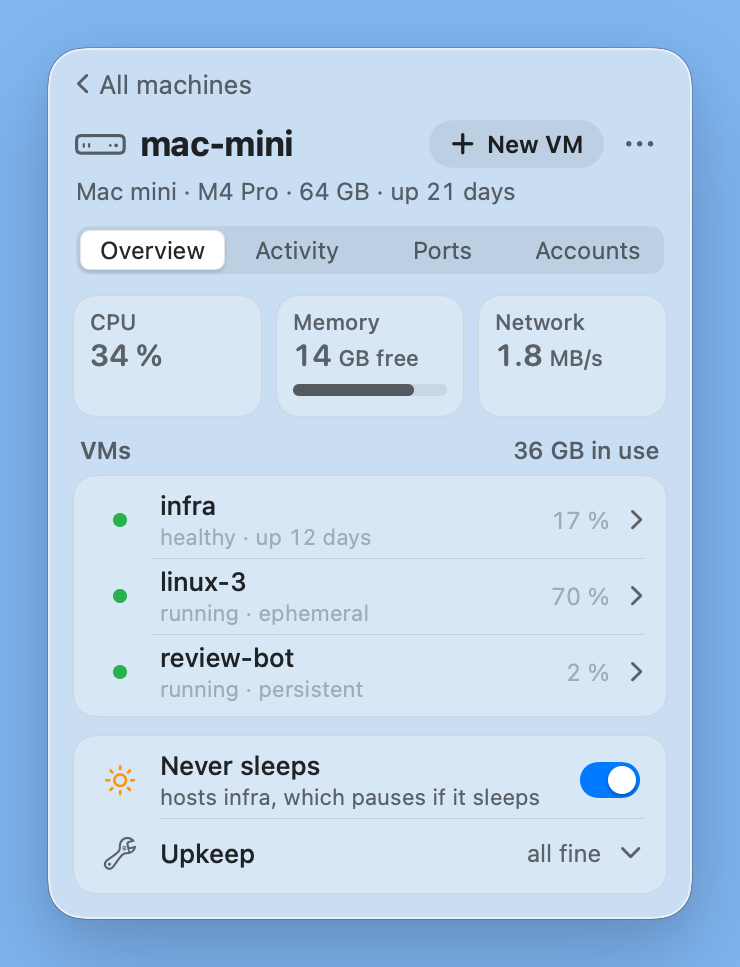 All machines
mac-mini
New VM
Mac mini · M4 Pro · 64 GB · up 21 days
Overview
Activity
Ports
Accounts
CPU
34 %
Memory
14 GB free
Network
1.8 MB/s
VMs
36 GB in use
infra
healthy · up 12 days
17 %
linux-3
running · ephemeral
70 %
review-bot
running · persistent
2 %
Never sleeps
hosts infra, which pauses if it sleeps
Upkeep
all fine